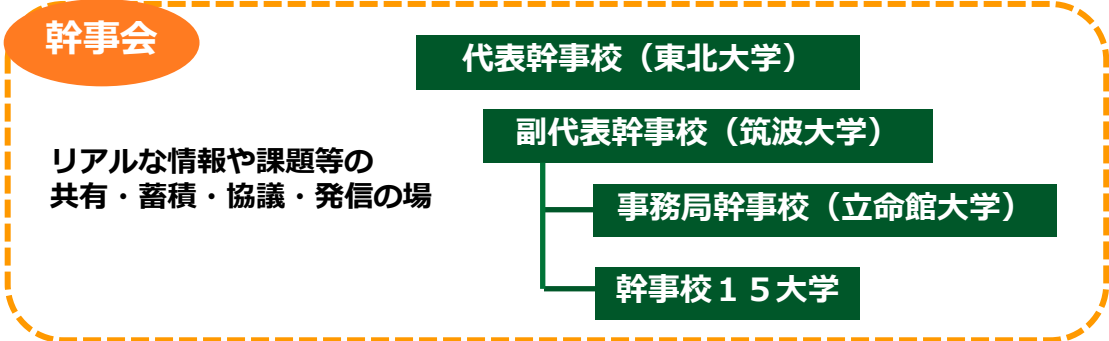 幹事会
代表幹事校（東北大学）
副代表幹事校（筑波大学）
リアルな情報や課題等の
共有・蓄積・協議・発信の場
事務局幹事校（立命館大学）
幹事校１５大学